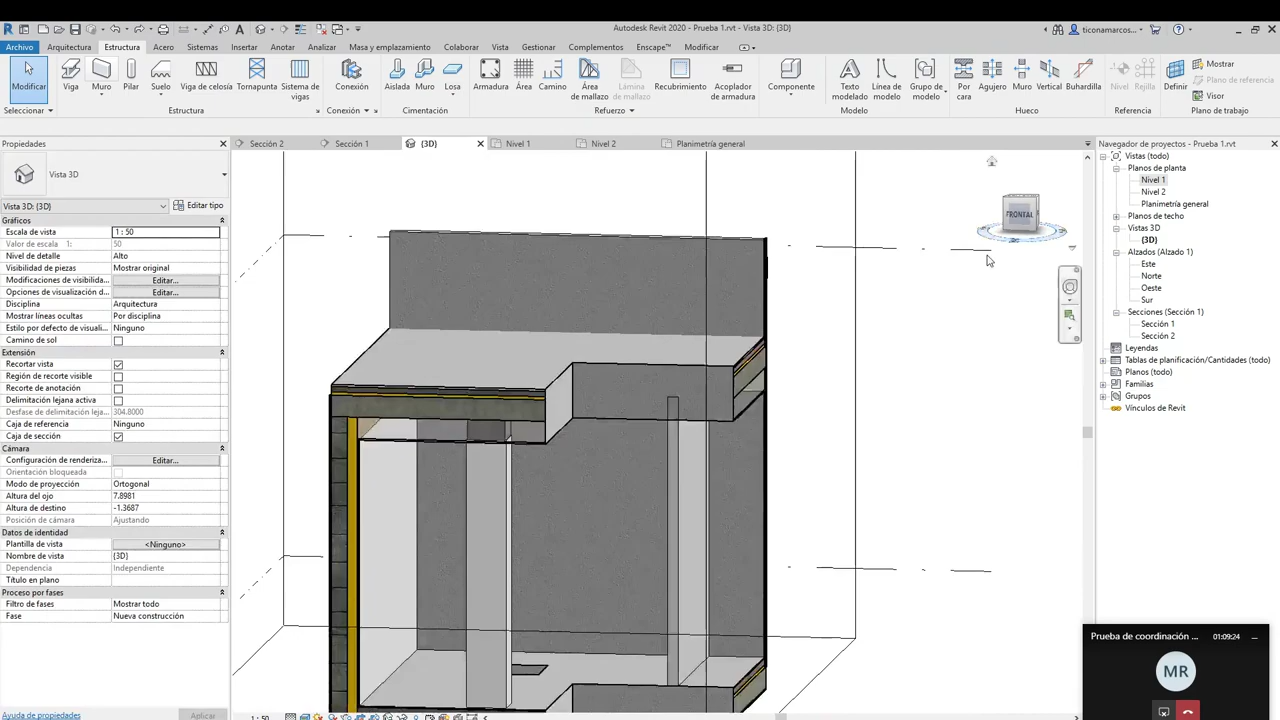 Autodesk Revit 2020 - Prueba 1.rvt - Vista 3D: {3D}
ticonamarcos...
Archivo Arquitectura Estructura Acero Sistemas Insertar Anotar Analizar Masa y emplazamiento Colaborar Vista Gestionar Complementos Enscape™ Modificar
Modificar Viga Muro Pilar Suelo Viga de celosía Tornapunta Sistema de vigas Conexión Aislada Muro Losa Armadura Área Camino Área de mallazo Lámina de mallazo Recubrimiento Acoplador de armadura Componente Texto modelado Línea de modelo Grupo de modelo Por cara Agujero Muro Vertical Buhardilla Nivel Rejilla Definir Mostrar Plano de referencia Visor
Seleccionar Estructura Conexión Cimentación Refuerzo Modelo Hueco Referencia Plano de trabajo
Propiedades
Sección 2 Sección 1 {3D} Nivel 1 Nivel 2 Planimetría general
Vista 3D
Vista 3D: {3D} Editar tipo
Gráficos
Escala de vista 1 : 50
Valor de escala 1: 50
Nivel de detalle Alto
Visibilidad de piezas Mostrar original
Modificaciones de visibilida... Editar...
Opciones de visualización d... Editar...
Disciplina Arquitectura
Mostrar líneas ocultas Por disciplina
Estilo por defecto de visuali... Ninguno
Camino de sol
Extensión
Recortar vista
Región de recorte visible
Recorte de anotación
Delimitación lejana activa
Desfase de delimitación leja... 304.8000
Caja de referencia Ninguno
Caja de sección
Cámara
Configuración de renderiza... Editar...
Orientación bloqueada
Modo de proyección Ortogonal
Altura del ojo 7.8981
Altura de destino -1.3687
Posición de cámara Ajustando
Datos de identidad
Plantilla de vista <Ninguno>
Nombre de vista {3D}
Dependencia Independiente
Título en plano
Proceso por fases
Filtro de fases Mostrar todo
Fase Nueva construcción
Ayuda de propiedades Aplicar
1 : 50
FRONTAL
Navegador de proyectos - Prueba 1.rvt
Vistas (todo)
Planos de planta
Nivel 1
Nivel 2
Planimetría general
Planos de techo
Vistas 3D
{3D}
Alzados (Alzado 1)
Este
Norte
Oeste
Sur
Secciones (Sección 1)
Sección 1
Sección 2
Leyendas
Tablas de planificación/Cantidades (todo)
Planos (todo)
Familias
Grupos
Vínculos de Revit
Prueba de coordinación ... 01:09:24
MR